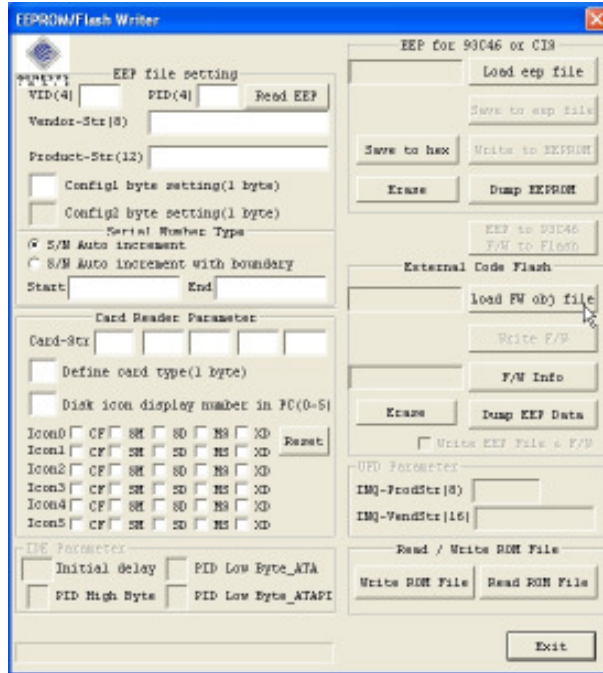 EEPROM/Flash Writer
EEP file setting
VID(4) PID(4) Read EEP
Vendor-Str(8)
Product-Str(12)
Config1 byte setting(1 byte)
Config2 byte setting(1 byte)
Serial Number Type
S/N Auto increment
S/N Auto increment with boundary
Start End
Card Reader Parameter
Card-Str
Define card type(1 byte)
Disk icon display number in PC(0-5)
Icon0 CF SM SD MS XD
Icon1 CF SM SD MS XD
Icon2 CF SM SD MS XD
Icon3 CF SM SD MS XD
Icon4 CF SM SD MS XD
Icon5 CF SM SD MS XD
Reset
IDE Parameter
Initial delay PID Low Byte_ATA
PID High Byte PID Low Byte_ATAPI
EEP for 93C46 or CIS
Load eep file
Save to eep file
Save to hex Write to EEPROM
Erase Dump EEPROM
EEP to 93C46
F/W to Flash
External Code Flash
load FW obj file
Write F/W
F/W Info
Erase Dump EEP Data
Write EEP File & F/W
UFD Parameter
INQ-ProdStr(8)
INQ-VendStr(16)
Read / Write ROM File
Write ROM File Read ROM File
Exit